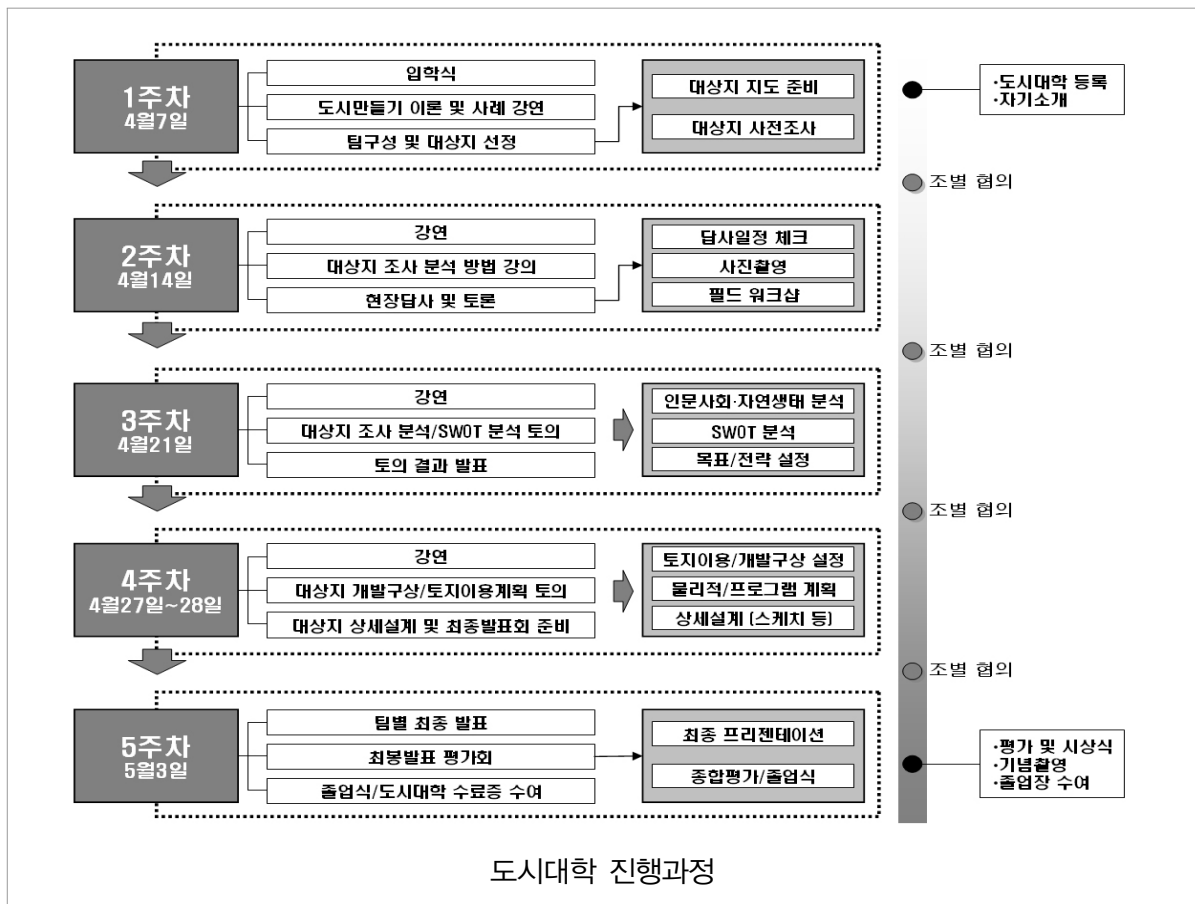 1주차
4월7일
입학식
도시만들기 이론 및 사례 강연
팀구성 및 대상지 선정
대상지 지도 준비
대상지 사전조사
·도시대학 등록
·자기소개
조별 협의
2주차
4월14일
강연
대상지 조사 분석 방법 강의
현장답사 및 토론
답사일정 체크
사진촬영
필드 워크샵
조별 협의
3주차
4월21일
강연
대상지 조사 분석/SWOT 분석 토의
토의 결과 발표
인문사회·자연생태 분석
SWOT 분석
목표/전략 설정
조별 협의
4주차
4월27일~28일
강연
대상지 개발구상/토지이용계획 토의
대상지 상세설계 및 최종발표회 준비
토지이용/개발구상 설정
물리적/프로그램 계획
상세설계 (스케치 등)
조별 협의
5주차
5월3일
팀별 최종 발표
최봉발표 평가회
졸업식/도시대학 수료증 수여
최종 프리젠테이션
종합평가/졸업식
·평가 및 시상식
·기념촬영
·졸업장 수여
도시대학 진행과정